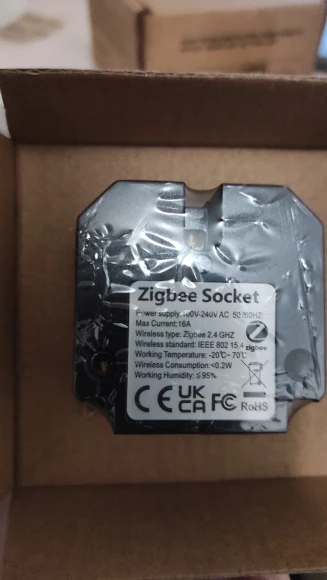 Zigbee Socket
Power supply: 100V-240V AC 50/60HZ
Max Current:16A
Wireless type: Zigbee 2.4 GHZ
Wireless standard: IEEE 802 15.4
zigbee
Working Temperature: -20℃~ 70℃
Wireless Consumption:<0.2W
Working Humidity: ≦95%
CE UK CA FC RoHS